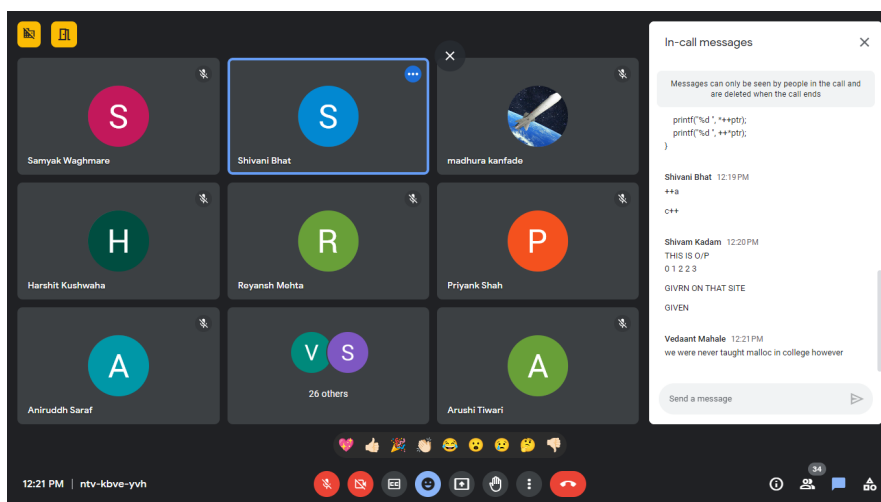 In-call messages
Messages can only be seen by people in the call and
are deleted when the call ends
printf("%d ", *++ptr);
printf("%d ", ++*ptr);
}
Shivani Bhat 12:19 PM
++a
c++
Shivam Kadam 12:20 PM
THIS IS O/P
0 1 2 2 3
GIVRN ON THAT SITE
GIVEN
Vedaant Mahale 12:21 PM
we were never taught malloc in college however
Send a message
S
Samyak Waghmare
S
Shivani Bhat
madhura kanfade
H
Harshit Kushwaha
R
Reyansh Mehta
P
Priyank Shah
A
Aniruddh Saraf
V S
26 others
A
Arushi Tiwari
12:21 PM | ntv-kbve-yvh
CC
34